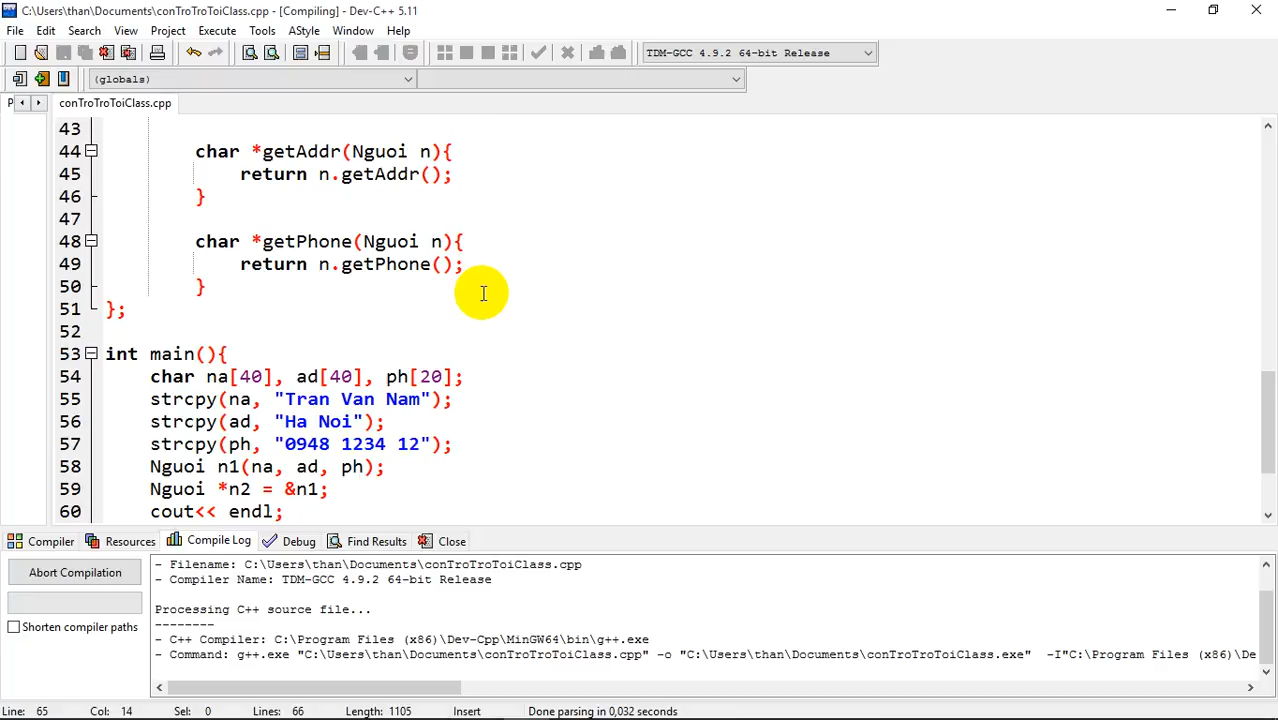 C:\Users\than\Documents\conTroTroToiClass.cpp - [Compiling] - Dev-C++ 5.11
File Edit Search View Project Execute Tools AStyle Window Help
TDM-GCC 4.9.2 64-bit Release
(globals)
P conTroTroToiClass.cpp
43
44 char *getAddr(Nguoi n){
45 return n.getAddr();
46 }
47
48 char *getPhone(Nguoi n){
49 return n.getPhone();
50 }
51 };
52
53 int main(){
54 char na[40], ad[40], ph[20];
55 strcpy(na, "Tran Van Nam");
56 strcpy(ad, "Ha Noi");
57 strcpy(ph, "0948 1234 12");
58 Nguoi n1(na, ad, ph);
59 Nguoi *n2 = &n1;
60 cout<< endl;
Compiler Resources Compile Log Debug Find Results Close
Abort Compilation
Shorten compiler paths
- Filename: C:\Users\than\Documents\conTroTroToiClass.cpp
- Compiler Name: TDM-GCC 4.9.2 64-bit Release
Processing C++ source file...
--------
- C++ Compiler: C:\Program Files (x86)\Dev-Cpp\MinGW64\bin\g++.exe
- Command: g++.exe "C:\Users\than\Documents\conTroTroToiClass.cpp" -o "C:\Users\than\Documents\conTroTroToiClass.exe" -I"C:\Program Files (x86)\De
Line: 65 Col: 14 Sel: 0 Lines: 66 Length: 1105 Insert Done parsing in 0,032 seconds